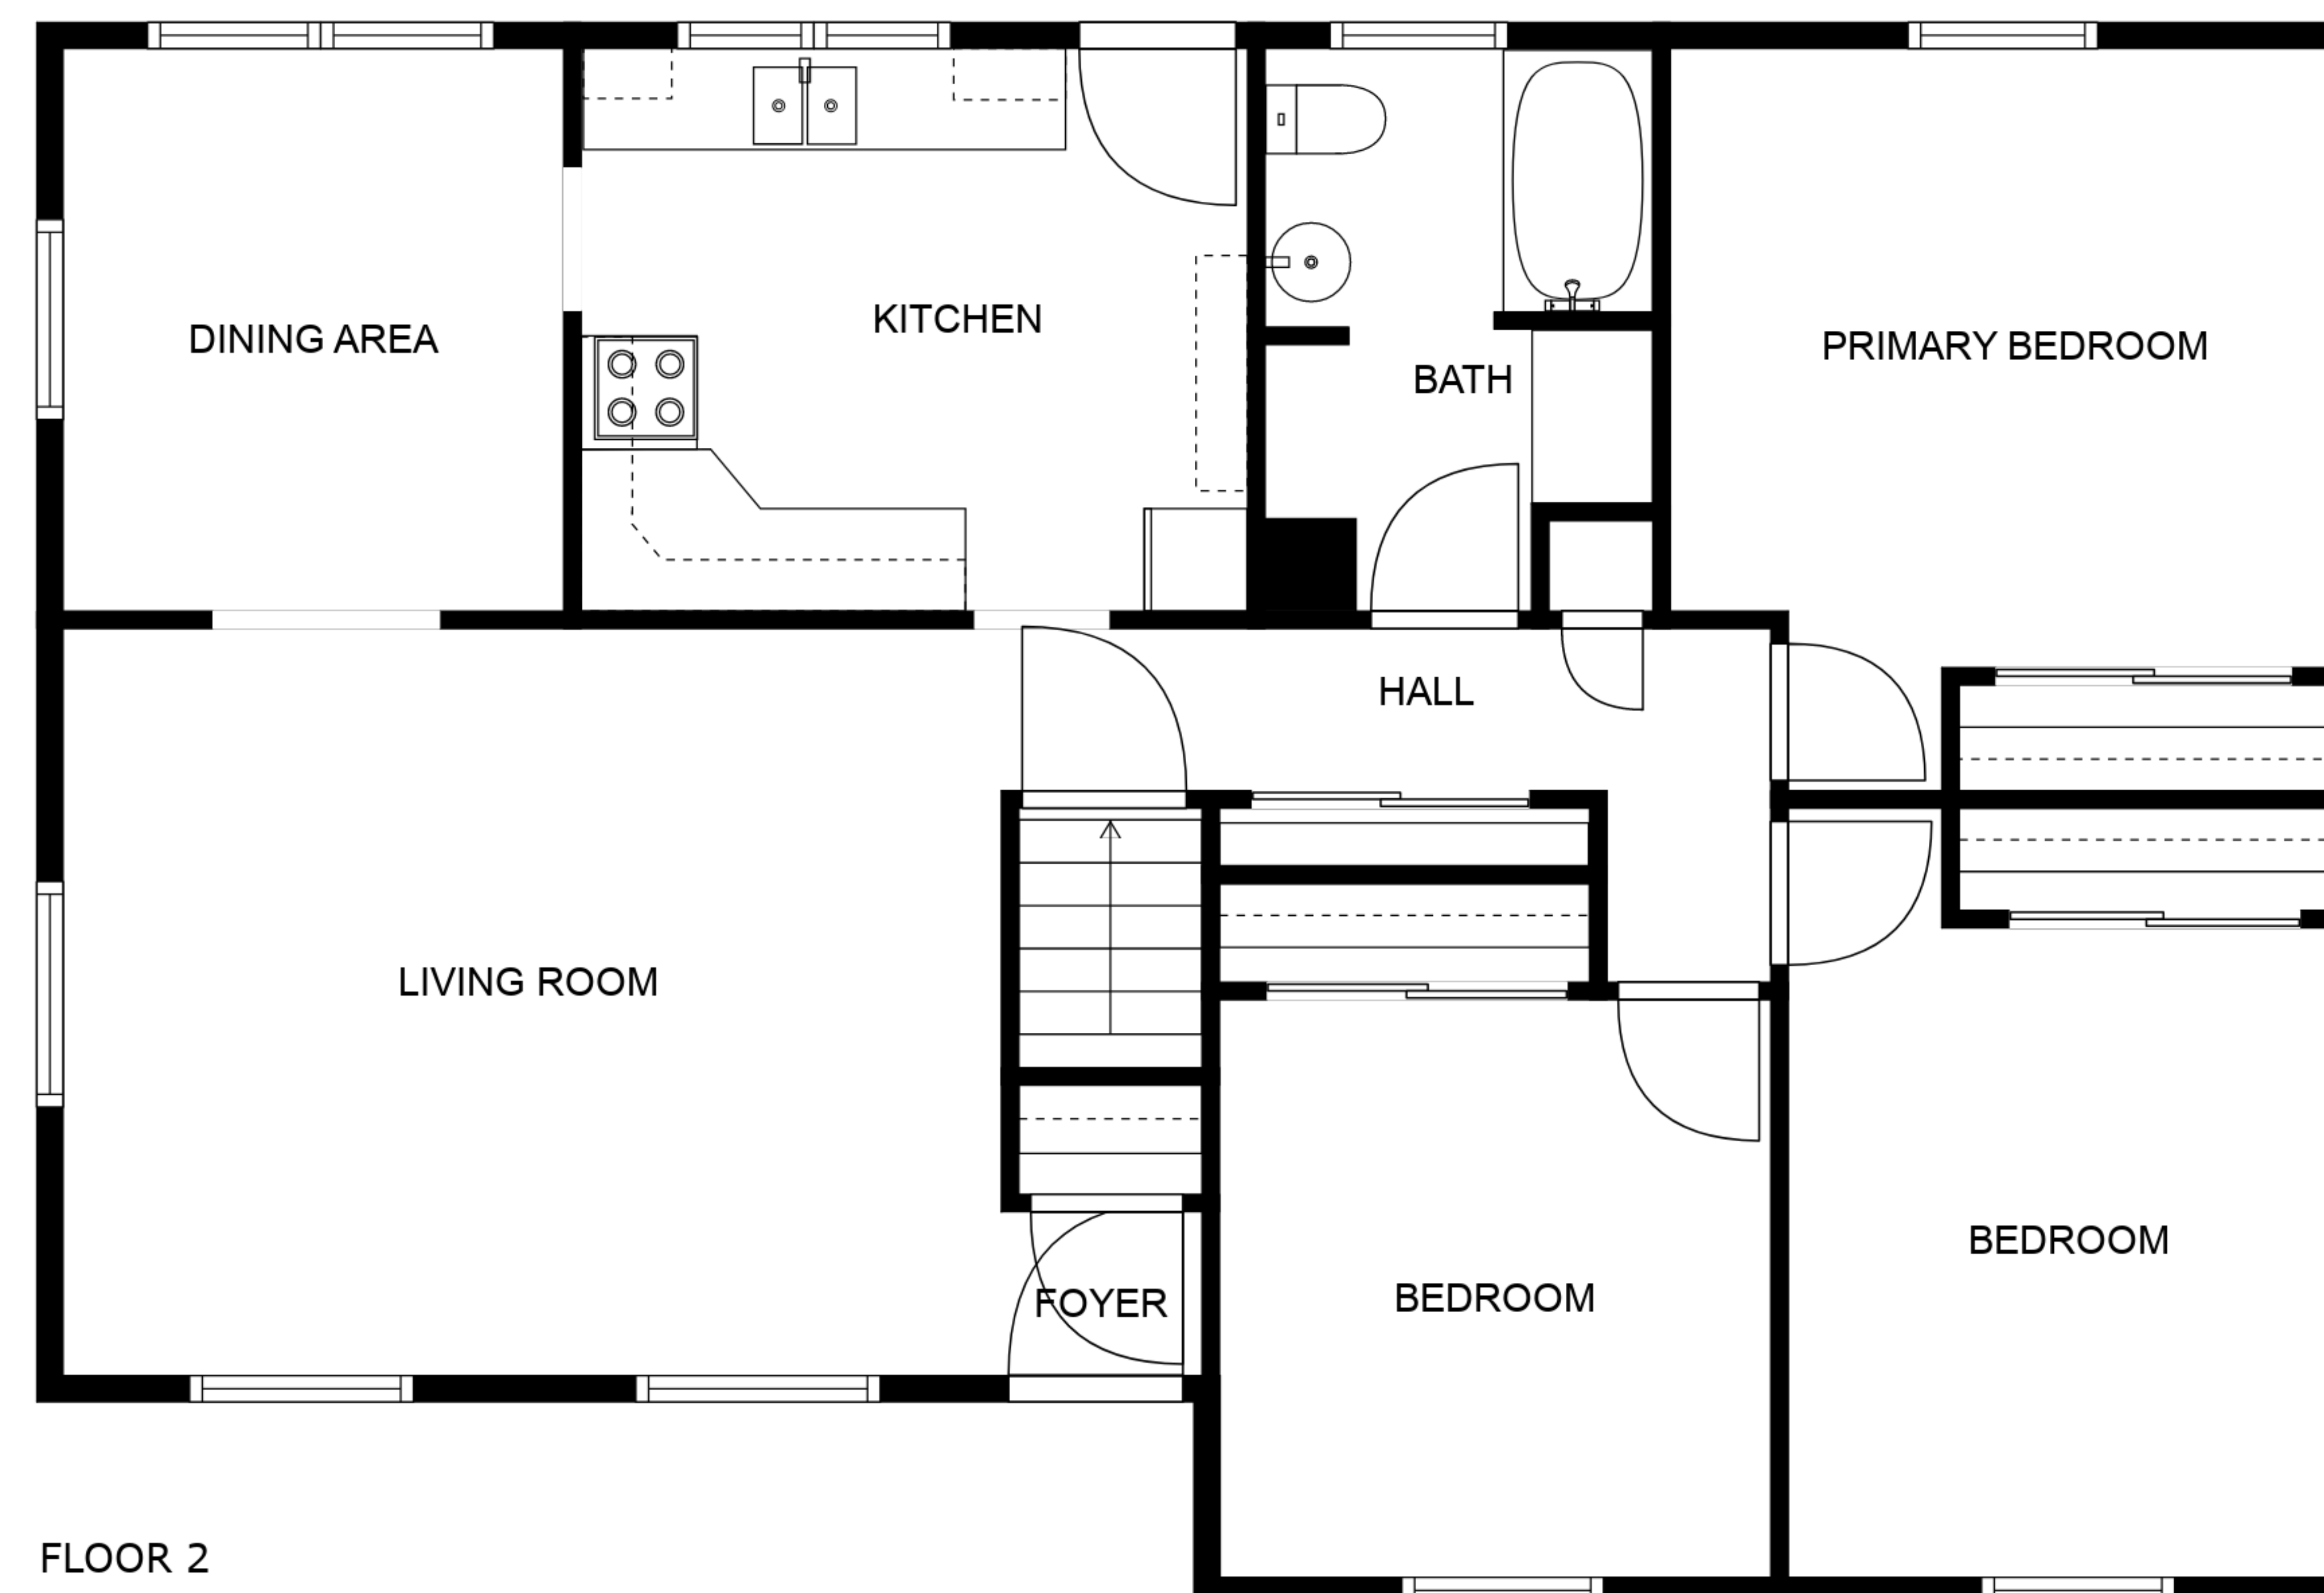 DINING AREA
KITCHEN
BATH
PRIMARY BEDROOM
HALL
LIVING ROOM
FOYER
BEDROOM
BEDROOM
FLOOR 2